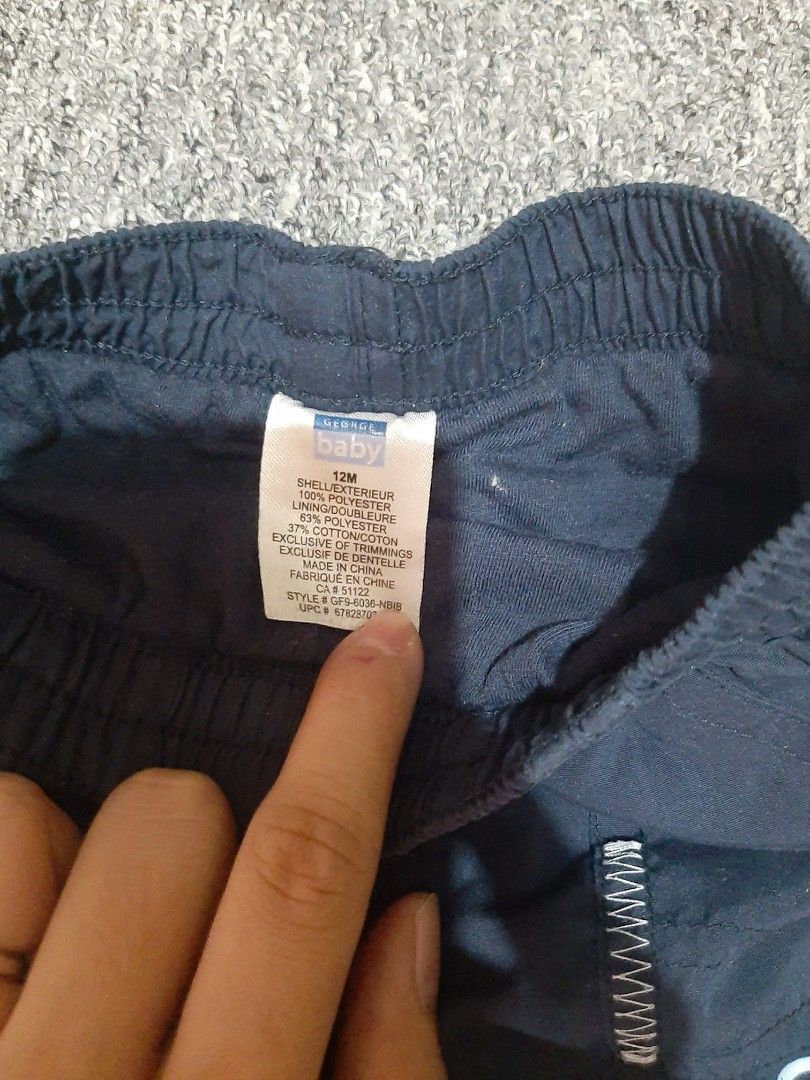 GEORGE
baby
12M
SHELL/EXTERIEUR
100% POLYESTER
LINING/DOUBLEURE
63% POLYESTER
37% COTTON/COTON
EXCLUSIVE OF TRIMMINGS
EXCLUSIF DE DENTELLE
MADE IN CHINA
FABRIQUÉ EN CHINE
CA # 51122
STYLE # GF9-6036-NBIB
UPC #